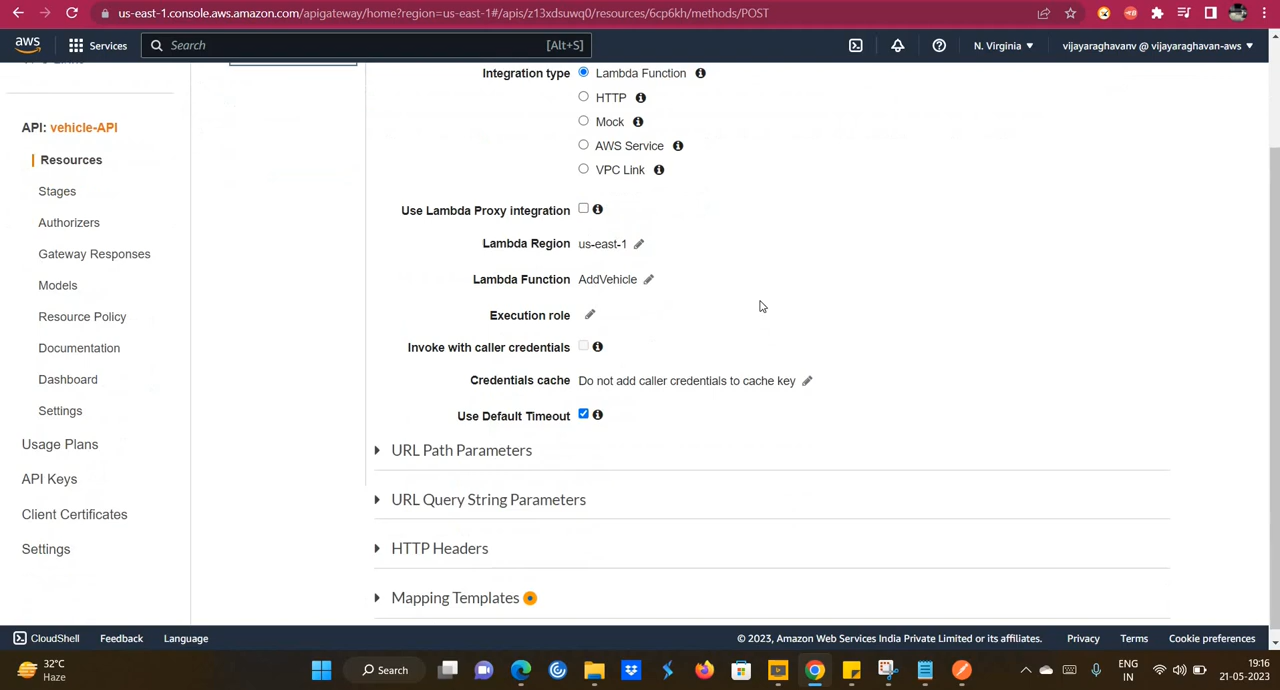 us-east-1.console.aws.amazon.com/apigateway/home?region=us-east-1#/apis/z13xdsuwq0/resources/6cp6kh/methods/POST
aws Services Search [Alt+S] N. Virginia vijayaraghavanv @ vijayaraghavan-aws
API: vehicle-API
Resources
Stages
Authorizers
Gateway Responses
Models
Resource Policy
Documentation
Dashboard
Settings
Usage Plans
API Keys
Client Certificates
Settings
Integration type Lambda Function
HTTP
Mock
AWS Service
VPC Link
Use Lambda Proxy integration
Lambda Region us-east-1
Lambda Function AddVehicle
Execution role
Invoke with caller credentials
Credentials cache Do not add caller credentials to cache key
Use Default Timeout
URL Path Parameters
URL Query String Parameters
HTTP Headers
Mapping Templates
CloudShell Feedback Language © 2023, Amazon Web Services India Private Limited or its affiliates. Privacy Terms Cookie preferences
32°C
Haze
Search
ENG
IN
19:16
21-05-2023